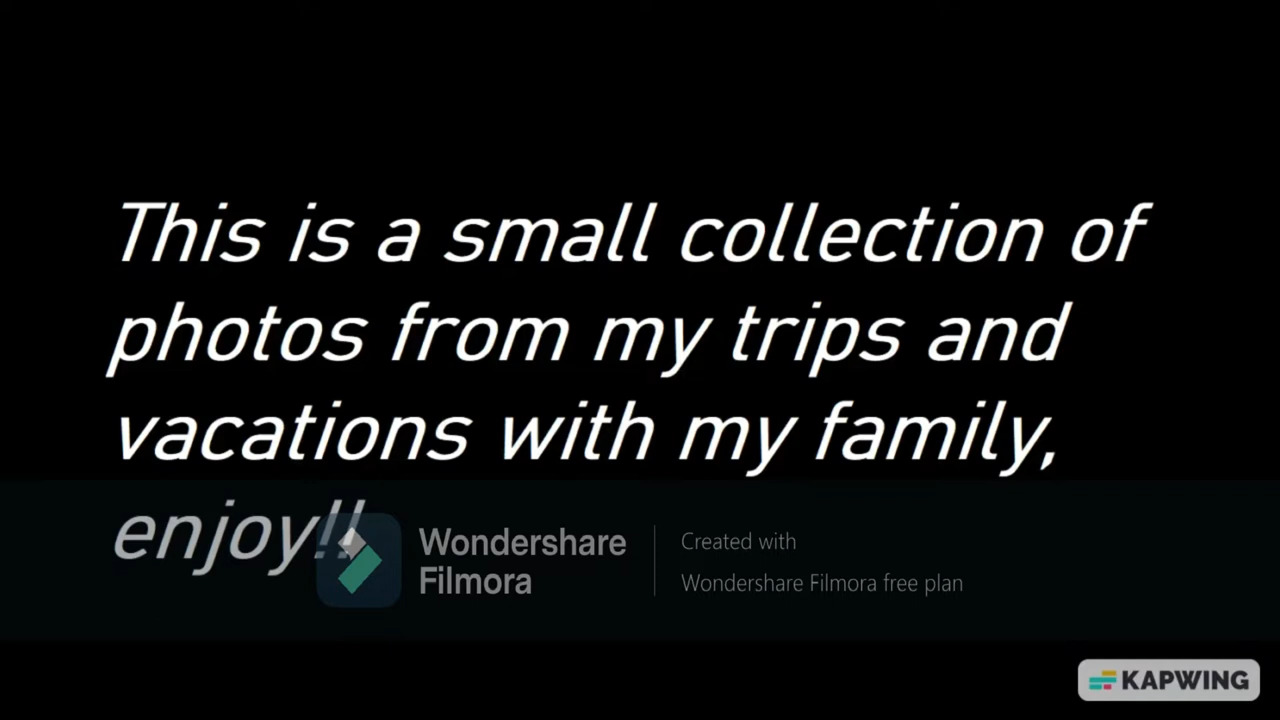 This is a small collection of
photos from my trips and
vacations with my family,
enjoy!!
Wondershare
Filmora
Created with
Wondershare Filmora free plan
KAPWING